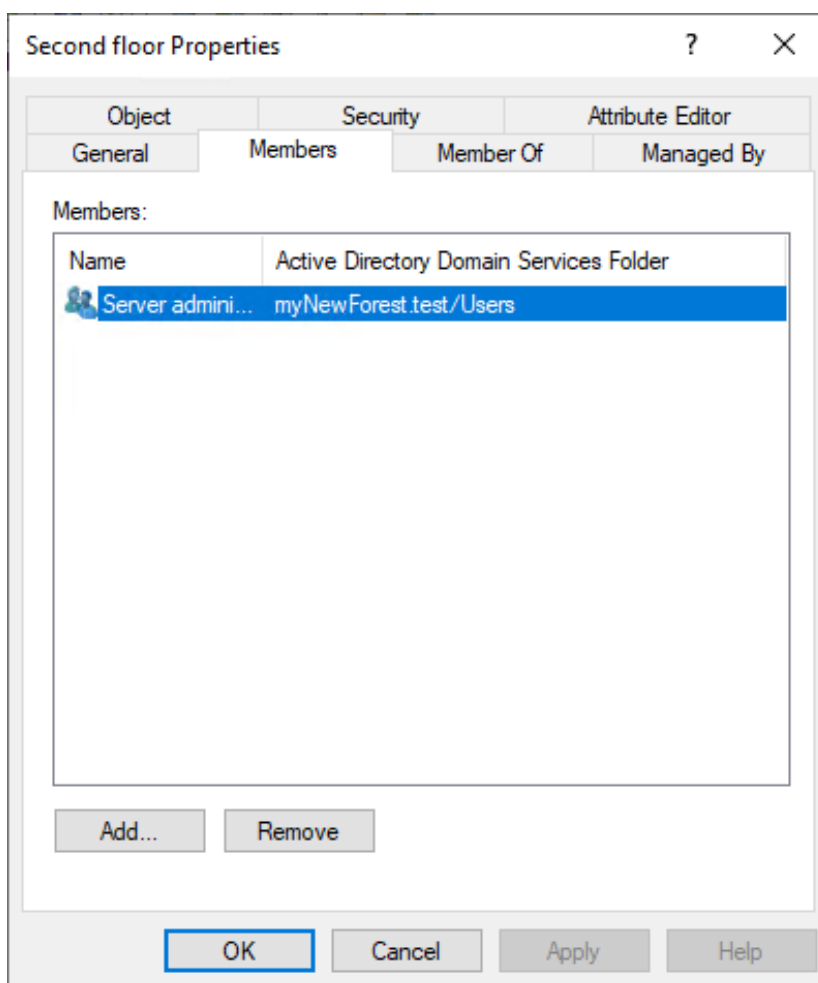 Second floor Properties ? ×
Object Security Attribute Editor
General Members Member Of Managed By
Members:
Name Active Directory Domain Services Folder
Server admini... myNewForest.test/Users
Add... Remove
OK Cancel Apply Help